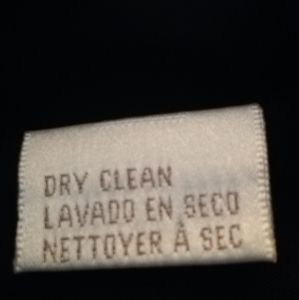 DRY CLEAN
LAVADO EN SECO
NETTOYER À SEC